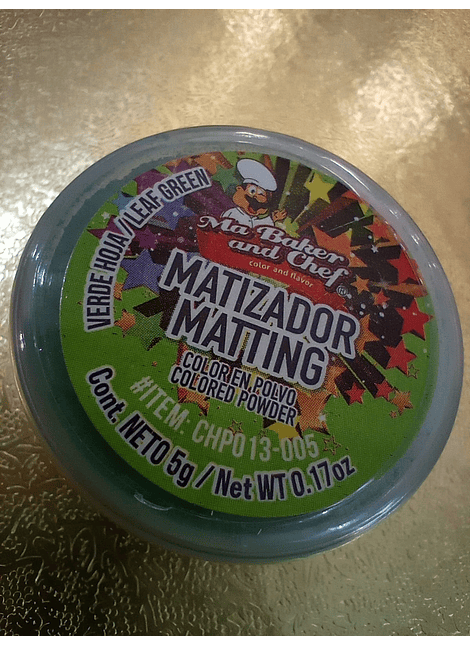 VERDE HOJA/LEAF GREEN
Ma Baker
and Chef®
color and flavor
MATIZADOR
MATTING
COLOR EN POLVO
COLORED POWDER
#ITEM: CHP013-005
Cont. NETO 5g / Net WT 0.17oz